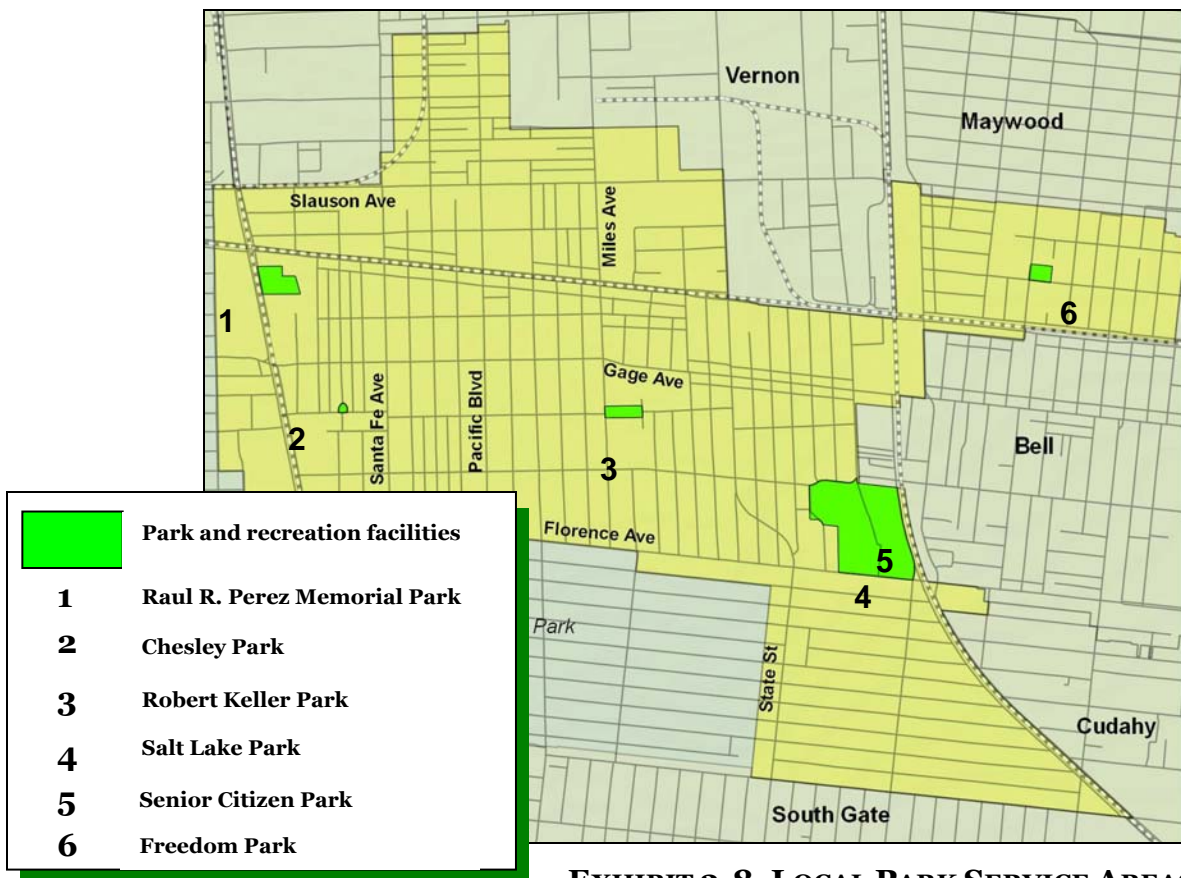 Vernon
Maywood
Slauson Ave
Miles Ave
1
6
Gage Ave
Santa Fe Ave
Pacific Blvd
2
3
Bell
Florence Ave
5
4
Park
State St
Cudahy
South Gate
Park and recreation facilities
1 Raul R. Perez Memorial Park
2 Chesley Park
3 Robert Keller Park
4 Salt Lake Park
5 Senior Citizen Park
6 Freedom Park